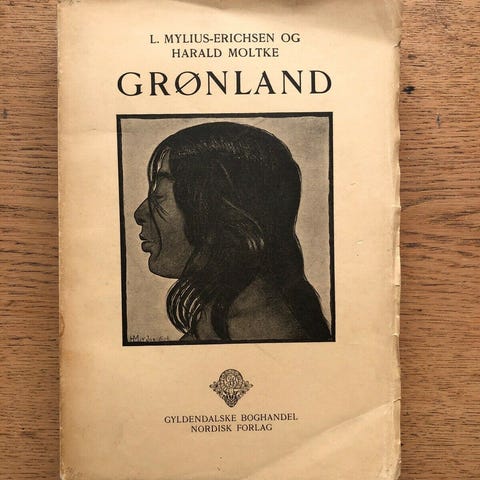 L. MYLIUS-ERICHSEN OG
HARALD MOLTKE
GRØNLAND
GYLDENDALSKE BOGHANDEL
NORDISK FORLAG